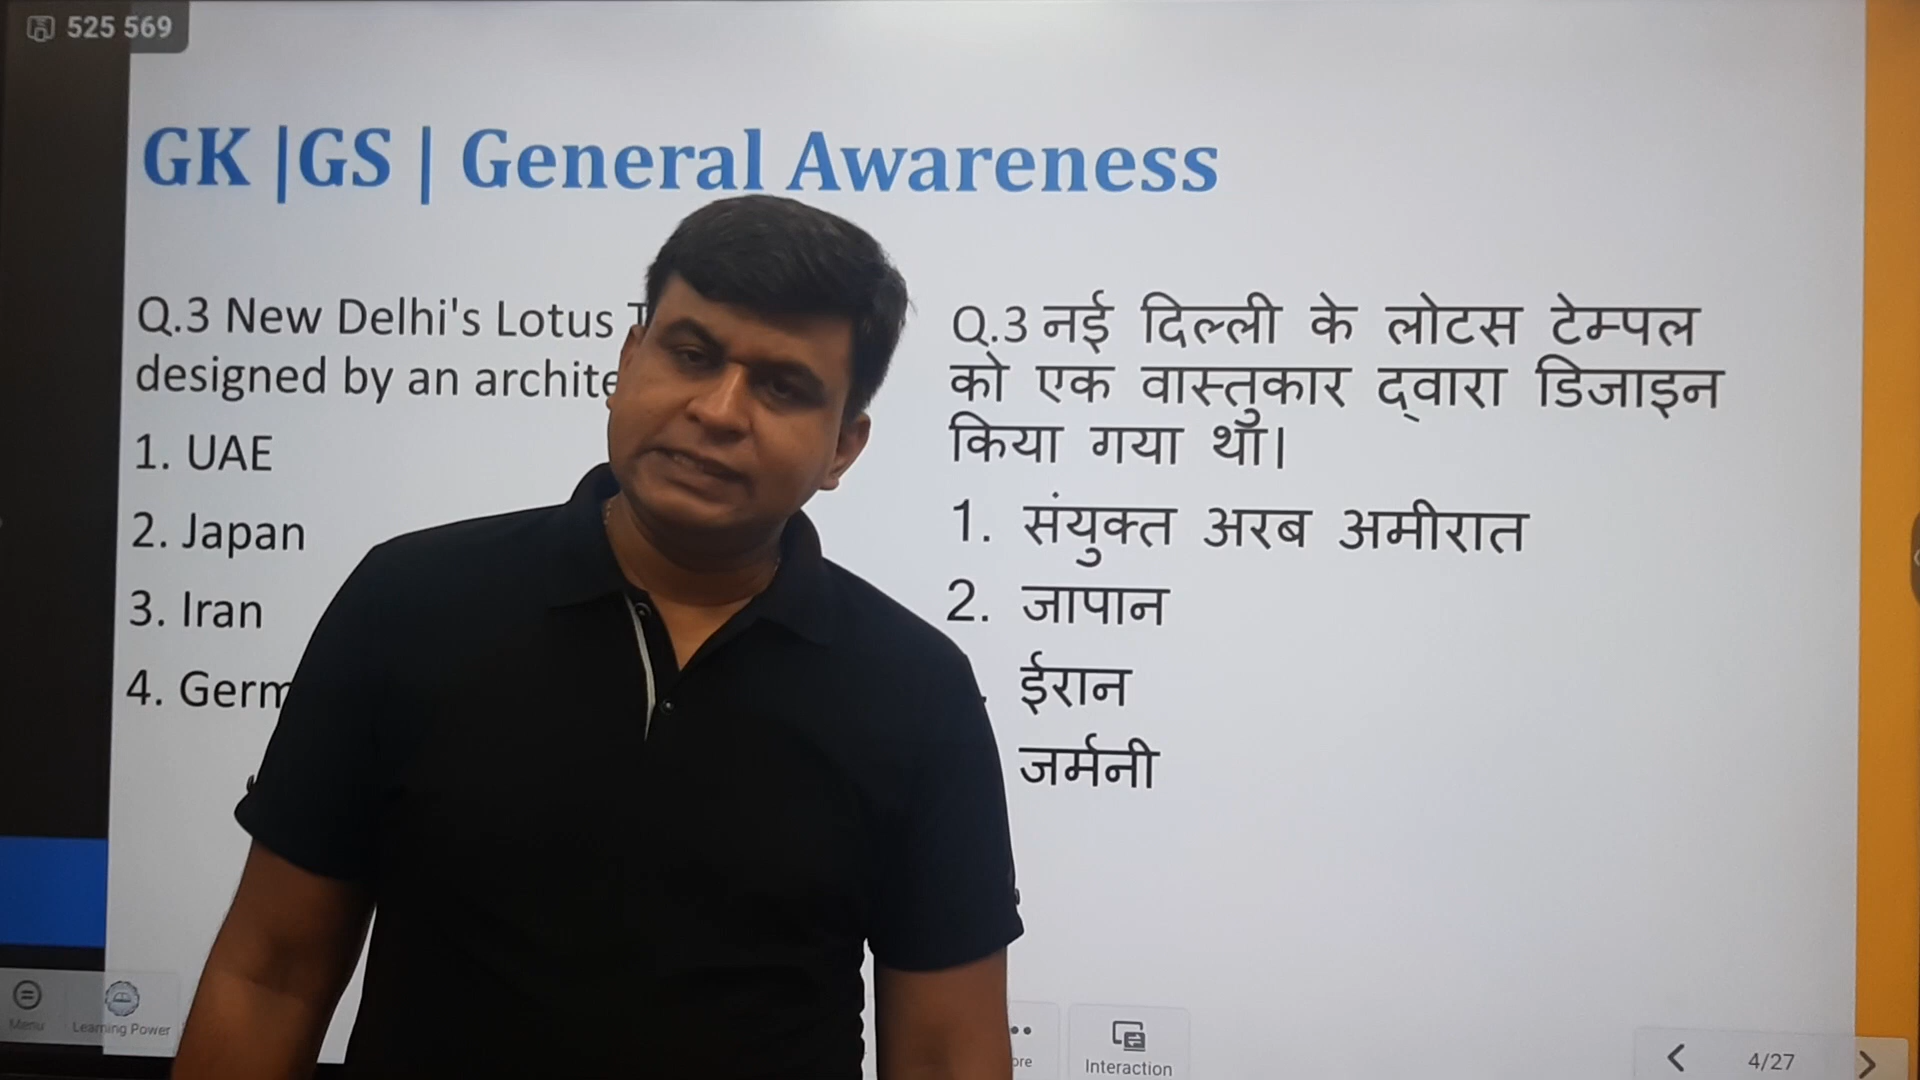 525 569
GK |GS | General Awareness
Q.3 New Delhi's Lotus
designed by an
1. UAE
2. Japan
3. Iran
4.
Q.3 नई दिल्ली के लोटस टेम्पल
को एक वास्तुकार द्वारा डिजाइन
किया गया था।
1. संयुक्त अरब अमीरात
2. जापान
ईरान
जर्मनी
Menu
Learning Power
Interaction
4/27